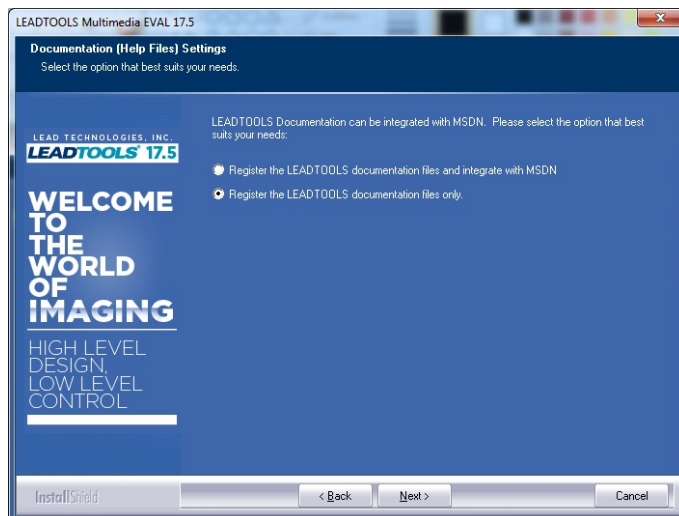 LEADTOOLS Multimedia EVAL 17.5
Documentation (Help Files) Settings
Select the option that best suits your needs.
LEADTOOLS Documentation can be integrated with MSDN. Please select the option that best
suits your needs:
Register the LEADTOOLS documentation files and integrate with MSDN
Register the LEADTOOLS documentation files only.
LEAD TECHNOLOGIES, INC.
LEADTOOLS 17.5
WELCOME
TO
THE
WORLD
OF
IMAGING
HIGH LEVEL
DESIGN,
LOW LEVEL
CONTROL
InstallShield
< Back
Next >
Cancel